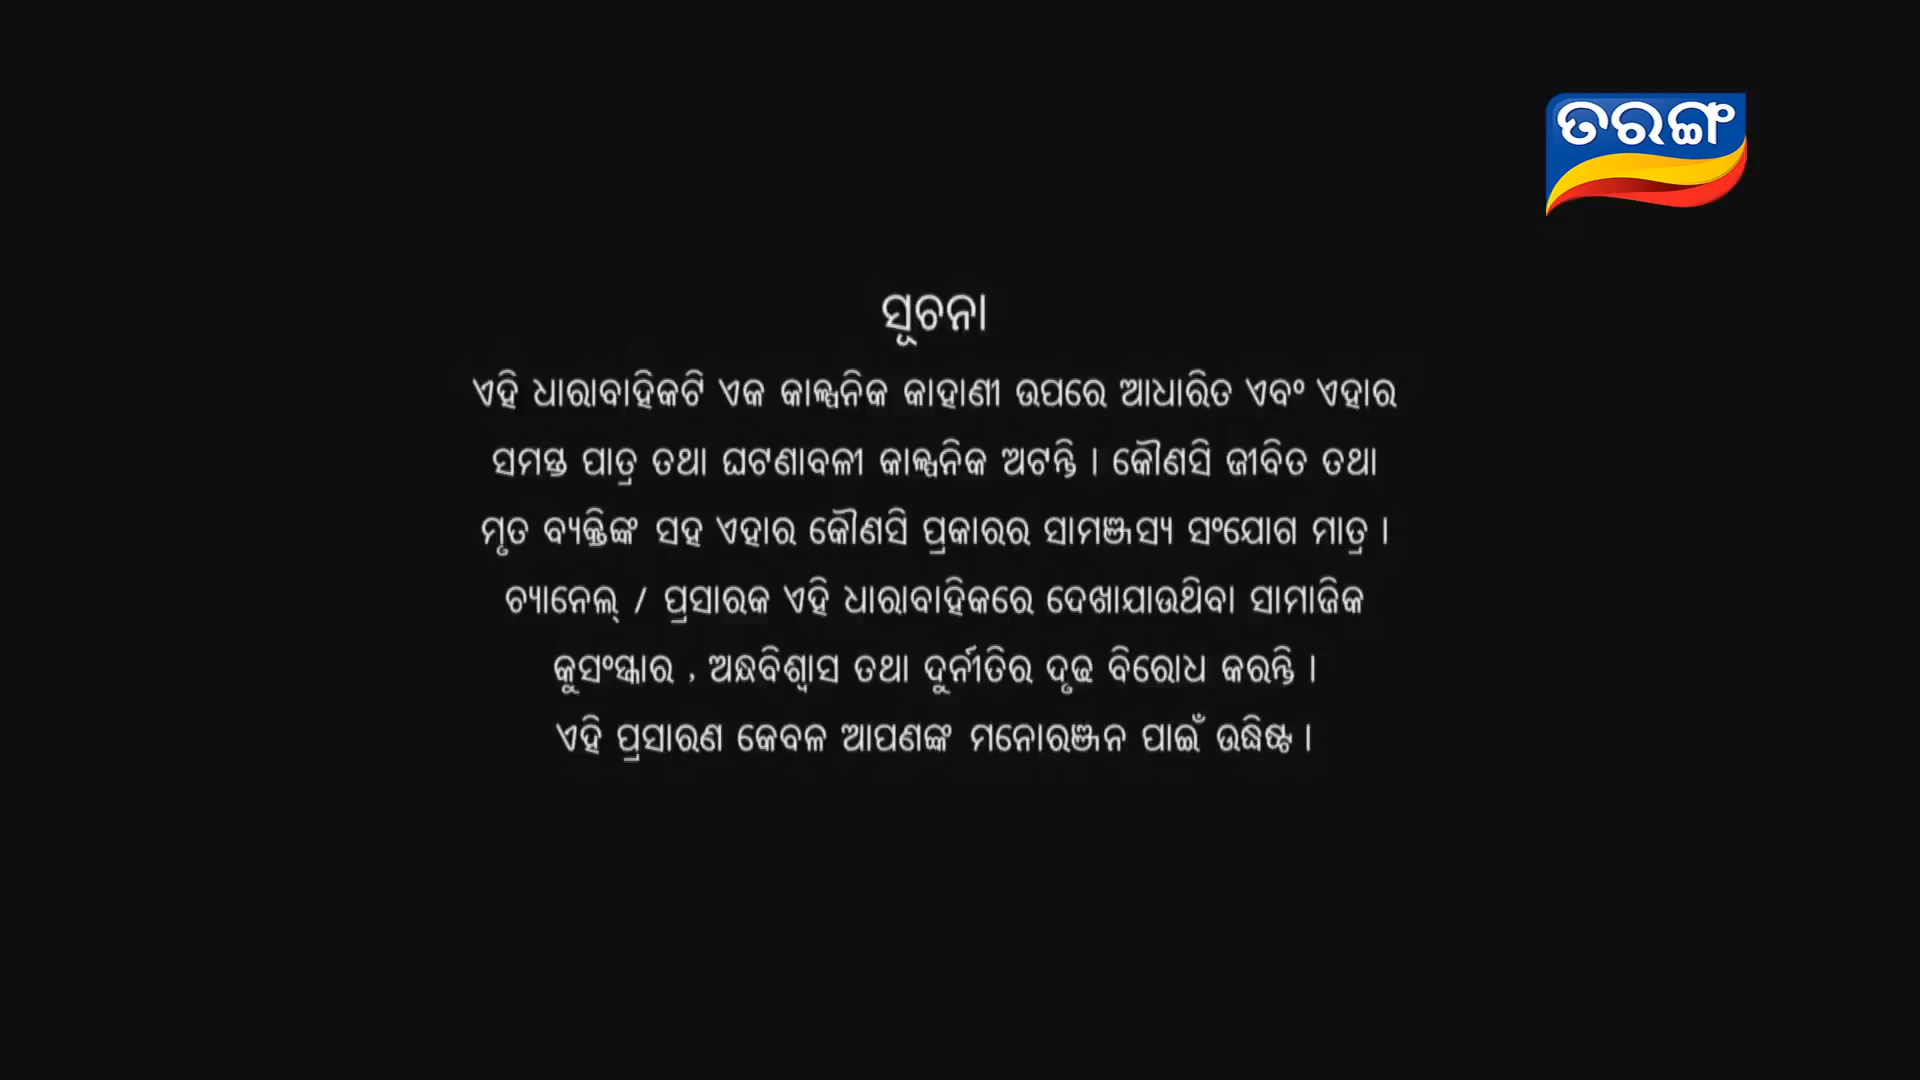 ତରଙ୍ଗ
ସୂଚନା
ଏହି ଧାରାବାହିକଟି ଏକ କାଳ୍ପନିକ କାହାଣୀ ଉପରେ ଆଧାରିତ ଏବଂ ଏହାର
ସମସ୍ତ ପାତ୍ର ତଥା ଘଟଣାବଳୀ କାଳ୍ପନିକ ଅଟନ୍ତି । କୌଣସି ଜୀବିତ ତଥା
ମୃତ ବ୍ୟକ୍ତିଙ୍କ ସହ ଏହାର କୌଣସି ପ୍ରକାରର ସାମଞ୍ଜସ୍ୟ ସଂଯୋଗ ମାତ୍ର ।
ଚ୍ୟାନେଲ୍ / ପ୍ରସାରକ ଏହି ଧାରାବାହିକରେ ଦେଖାଯାଉଥିବା ସାମାଜିକ
କୁସଂସ୍କାର , ଅନ୍ଧବିଶ୍ୱାସ ତଥା ଦୁର୍ନୀତିର ଦୃଢ ବିରୋଧ କରନ୍ତି ।
ଏହି ପ୍ରସାରଣ କେବଳ ଆପଣଙ୍କ ମନୋରଞ୍ଜନ ପାଇଁ ଉଦ୍ଧିଷ୍ଟ ।